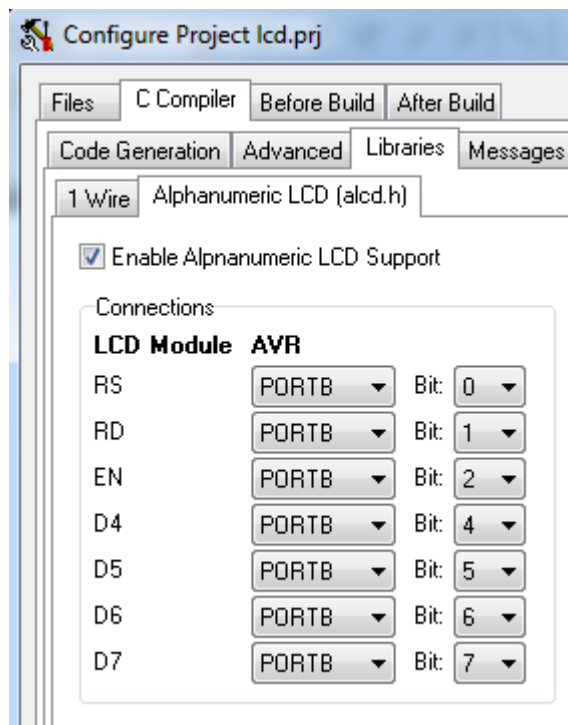 Configure Project lcd.prj
Files C Compiler Before Build After Build
Code Generation Advanced Libraries Messages
1 Wire Alphanumeric LCD (alcd.h)
Enable Alpnanumeric LCD Support
Connections
LCD Module AVR
RS PORTB Bit: 0
RD PORTB Bit: 1
EN PORTB Bit: 2
D4 PORTB Bit: 4
D5 PORTB Bit: 5
D6 PORTB Bit: 6
D7 PORTB Bit: 7